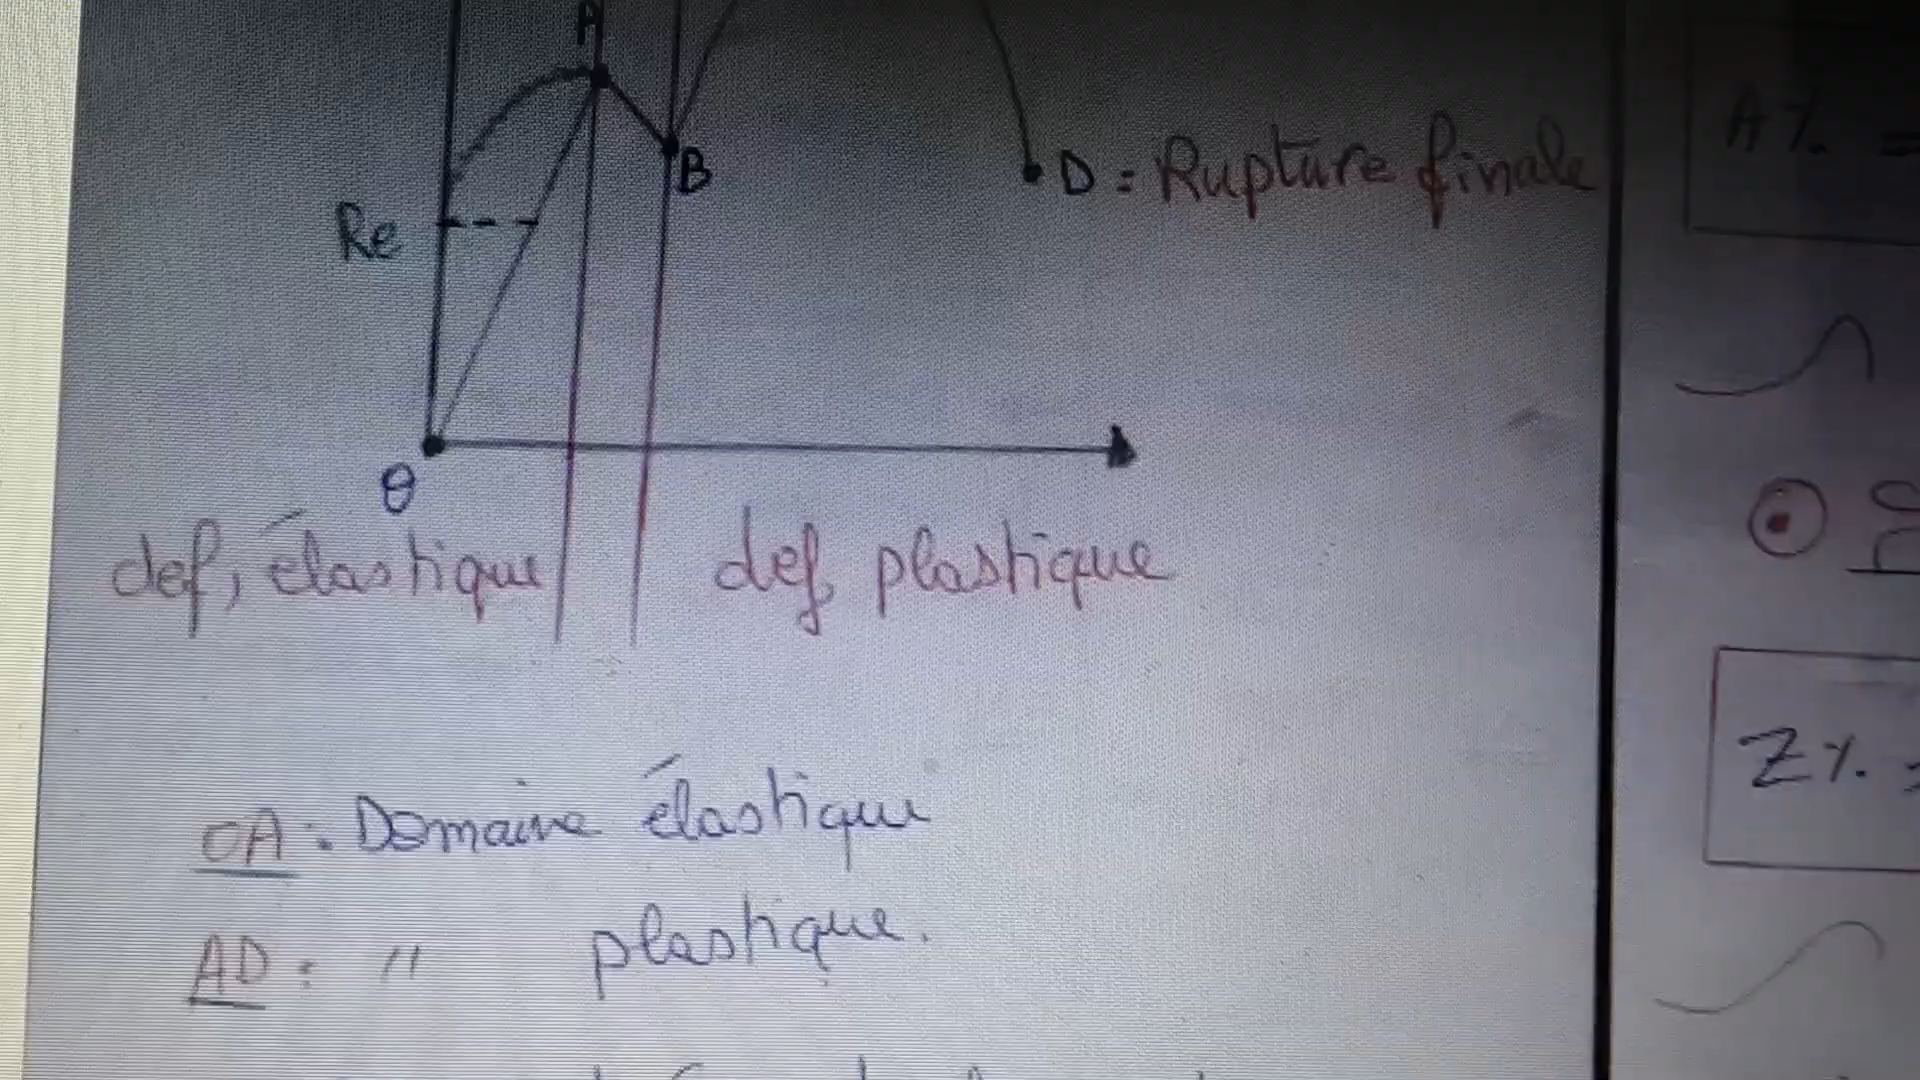 A
B
D = Rupture finale
A% =
Re
θ
def, élastique
def plastique
Z% =
OA : Domaine élastique
AD : " plastique.